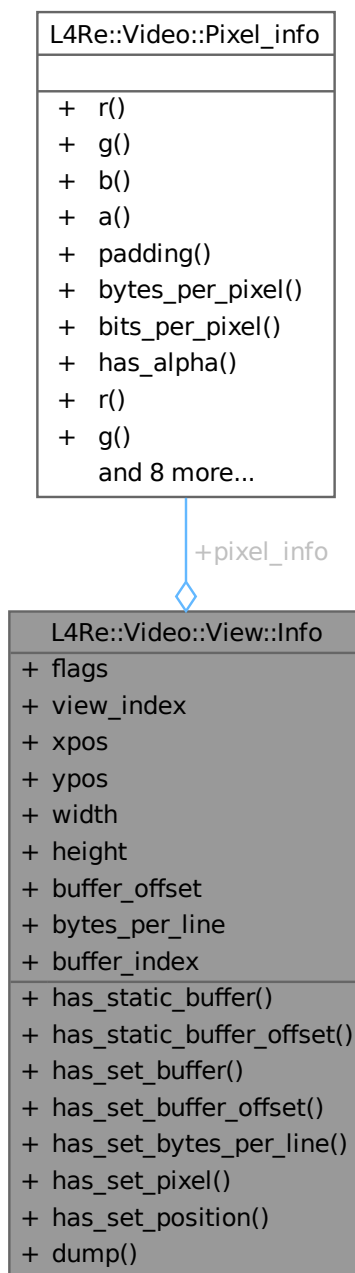 L4Re::Video::Pixel_info
+ r()
+ g()
+ b()
+ a()
+ padding()
+ bytes_per_pixel()
+ bits_per_pixel()
+ has_alpha()
+ r()
+ g()
and 8 more...
+pixel_info
L4Re::Video::View::Info
+ flags
+ view_index
+ xpos
+ ypos
+ width
+ height
+ buffer_offset
+ bytes_per_line
+ buffer_index
+ has_static_buffer()
+ has_static_buffer_offset()
+ has_set_buffer()
+ has_set_buffer_offset()
+ has_set_bytes_per_line()
+ has_set_pixel()
+ has_set_position()
+ dump()